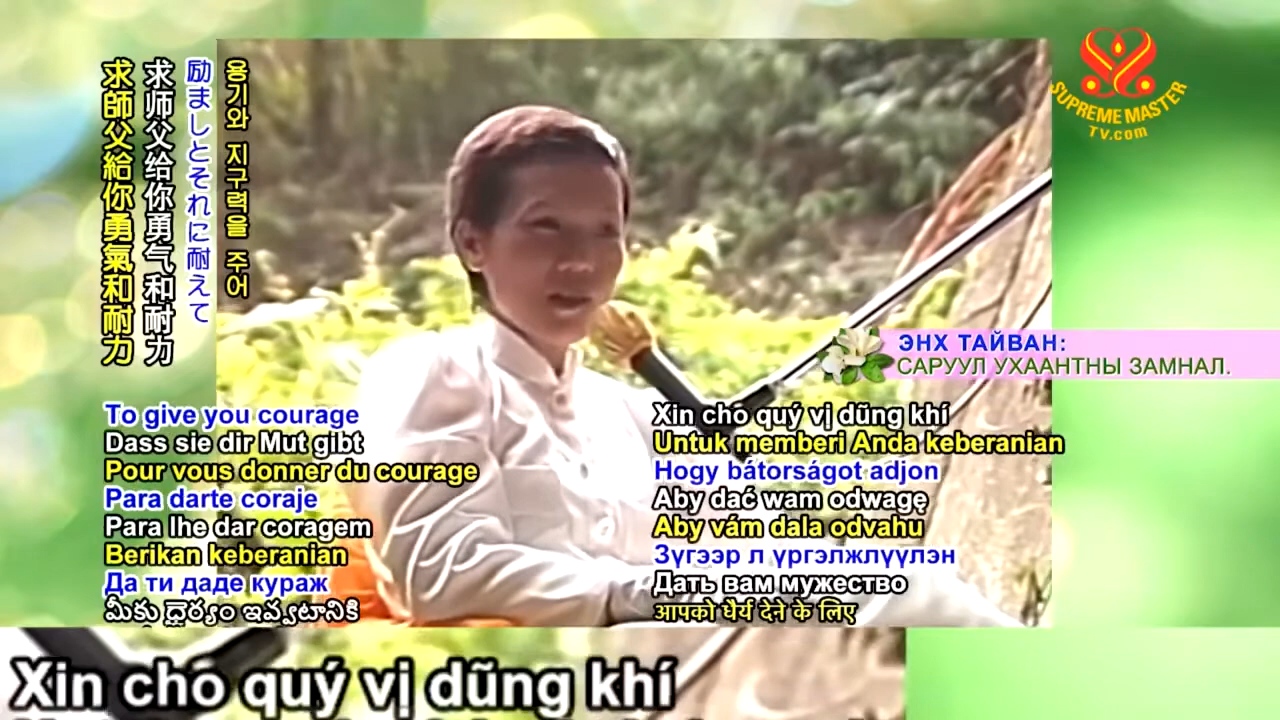 求師父給你勇氣和耐力
求师父给你勇气和耐力
励ましとそれに耐えて
용기와 지구력을 주어
SUPREME MASTER
TV.com
ЭНХ ТАЙВАН:
САРУУЛ УХААНТНЫ ЗАМНАЛ.
To give you courage
Dass sie dir Mut gibt
Pour vous donner du courage
Para darte coraje
Para lhe dar coragem
Berikan keberanian
Да ти даде кураж
మీకు ధైర్యం ఇవ్వటానికి
Xin cho quý vị dũng khí
Untuk memberi Anda keberanian
Hogy bátorságot adjon
Aby dać wam odwagę
Aby vám dala odvahu
Зүгээр л үргэлжлүүлэн
Дать вам мужество
आपको धैर्य देने के लिए
Xin cho quý vị dũng khí